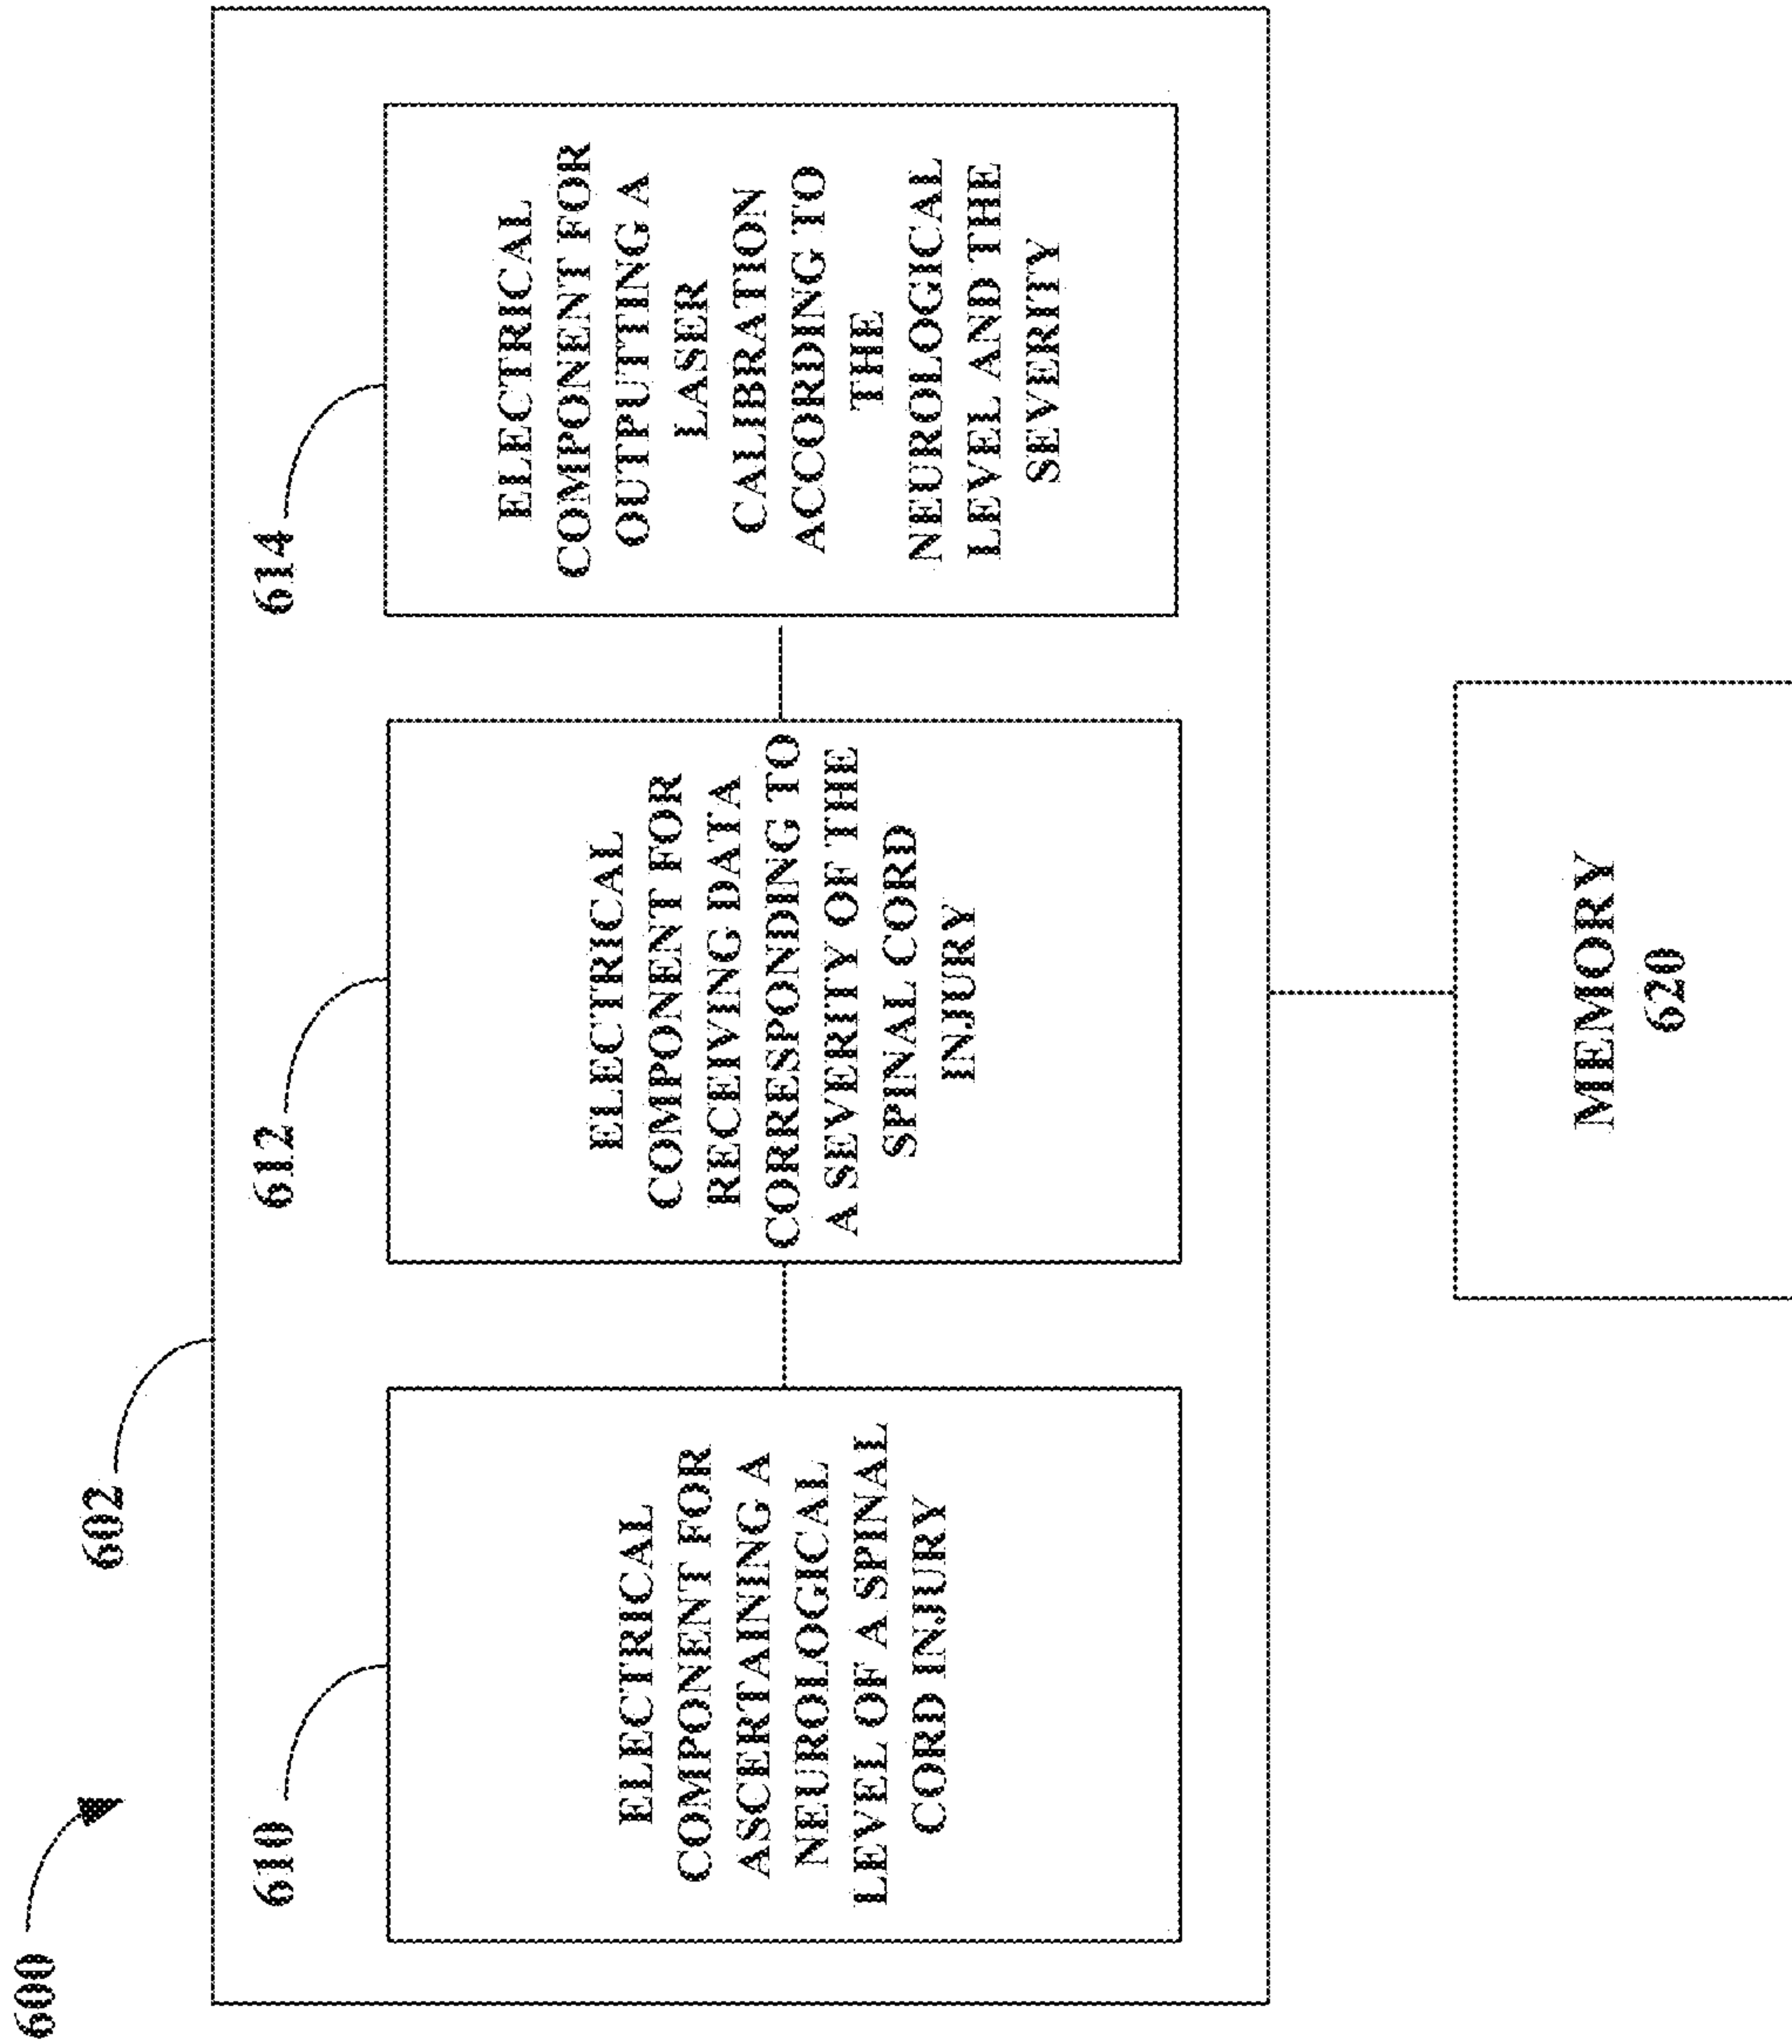 600
602
610
ELECTRICAL
COMPONENT FOR
ASCERTAINING A
NEUROLOGICAL
LEVEL OF A SPINAL
CORD INJURY
612
ELECTRICAL
COMPONENT FOR
RECEIVING DATA
CORRESPONDING TO
A SEVERITY OF THE
SPINAL CORD
INJURY
614
ELECTRICAL
COMPONENT FOR
OUTPUTTING A
LASER
CALIBRATION
ACCORDING TO
THE
NEUROLOGICAL
LEVEL AND THE
SEVERITY
MEMORY
620